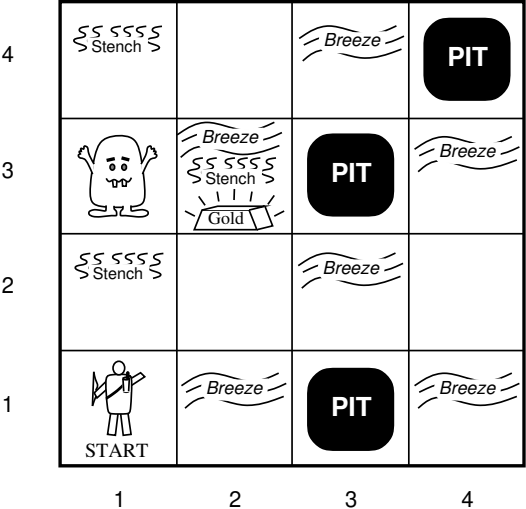 4
Stench
Breeze
PIT
3
Breeze
Stench
Gold
PIT
Breeze
2
Stench
Breeze
1
START
Breeze
PIT
Breeze
1 2 3 4